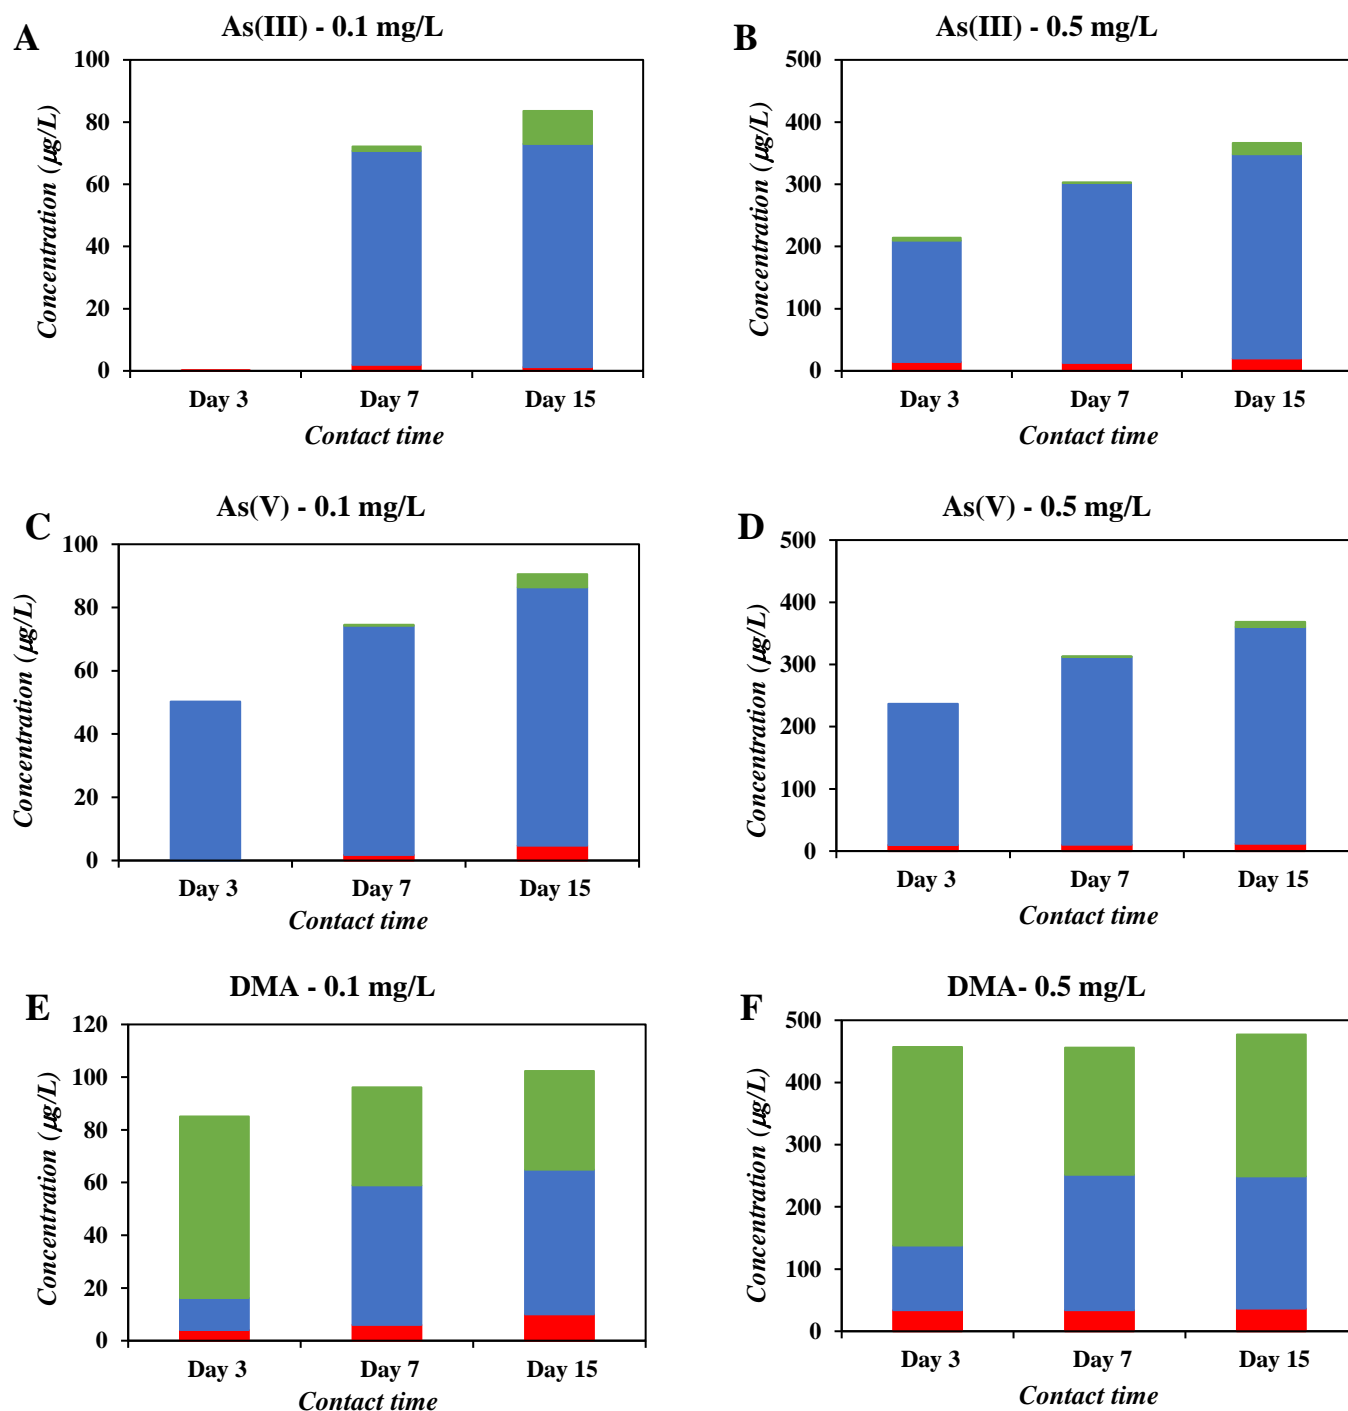 A
As(III) - 0.1 mg/L
Concentration (µg/L)
100
80
60
40
20
0
Day 3 Day 7 Day 15
Contact time
B
As(III) - 0.5 mg/L
Concentration (µg/L)
500
400
300
200
100
0
Day 3 Day 7 Day 15
Contact time
C
As(V) - 0.1 mg/L
Concentration (µg/L)
100
80
60
40
20
0
Day 3 Day 7 Day 15
Contact time
D
As(V) - 0.5 mg/L
Concentration (µg/L)
500
400
300
200
100
0
Day 3 Day 7 Day 15
Contact time
E
DMA - 0.1 mg/L
Concentration (µg/L)
120
100
80
60
40
20
0
Day 3 Day 7 Day 15
Contact time
F
DMA- 0.5 mg/L
Concentration (µg/L)
500
400
300
200
100
0
Day 3 Day 7 Day 15
Contact time